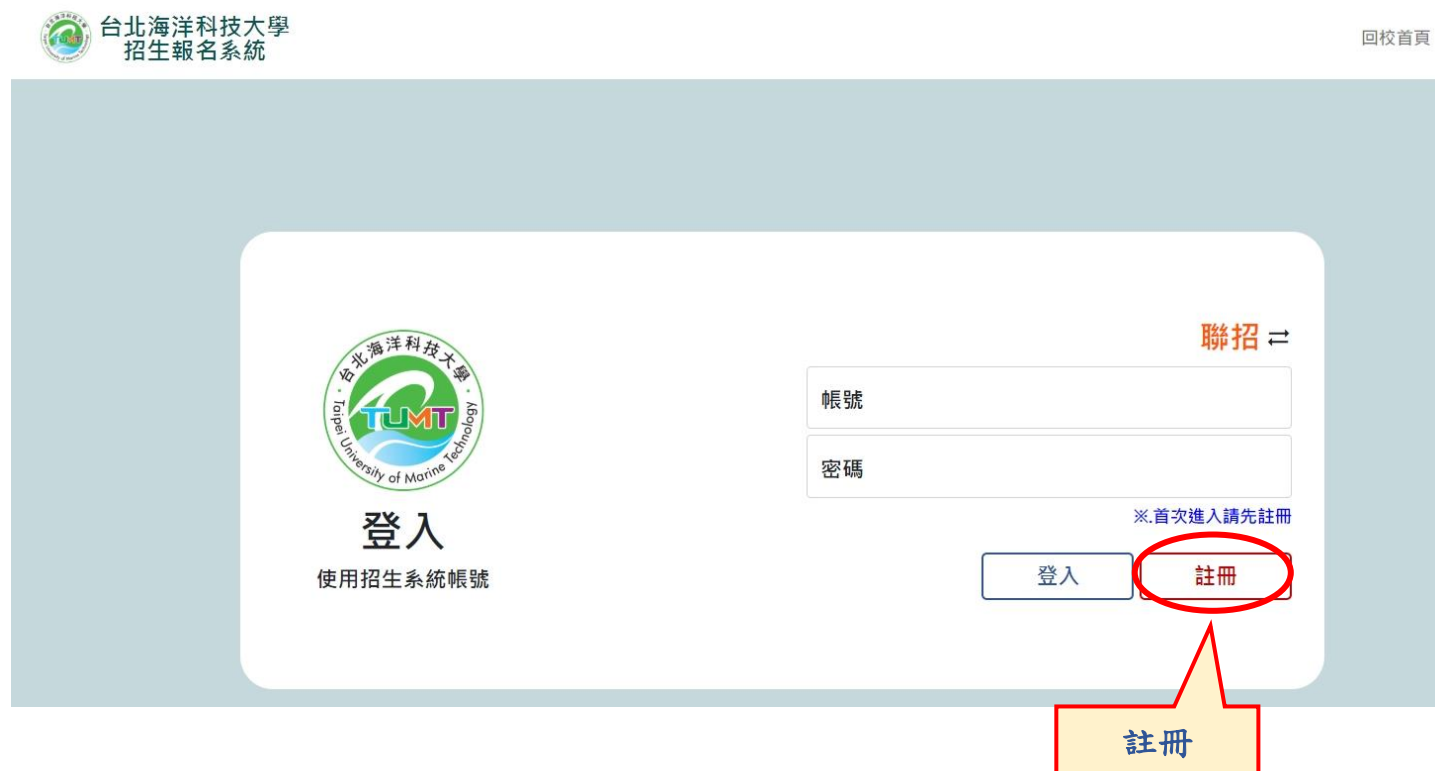 台北海洋科技大學
招生報名系統
回校首頁
聯招
台北海洋科技大學
TUMT
Taipei University of Marine Technology
登入
使用招生系統帳號
帳號
密碼
※.首次進入請先註冊
登入
註冊
註冊